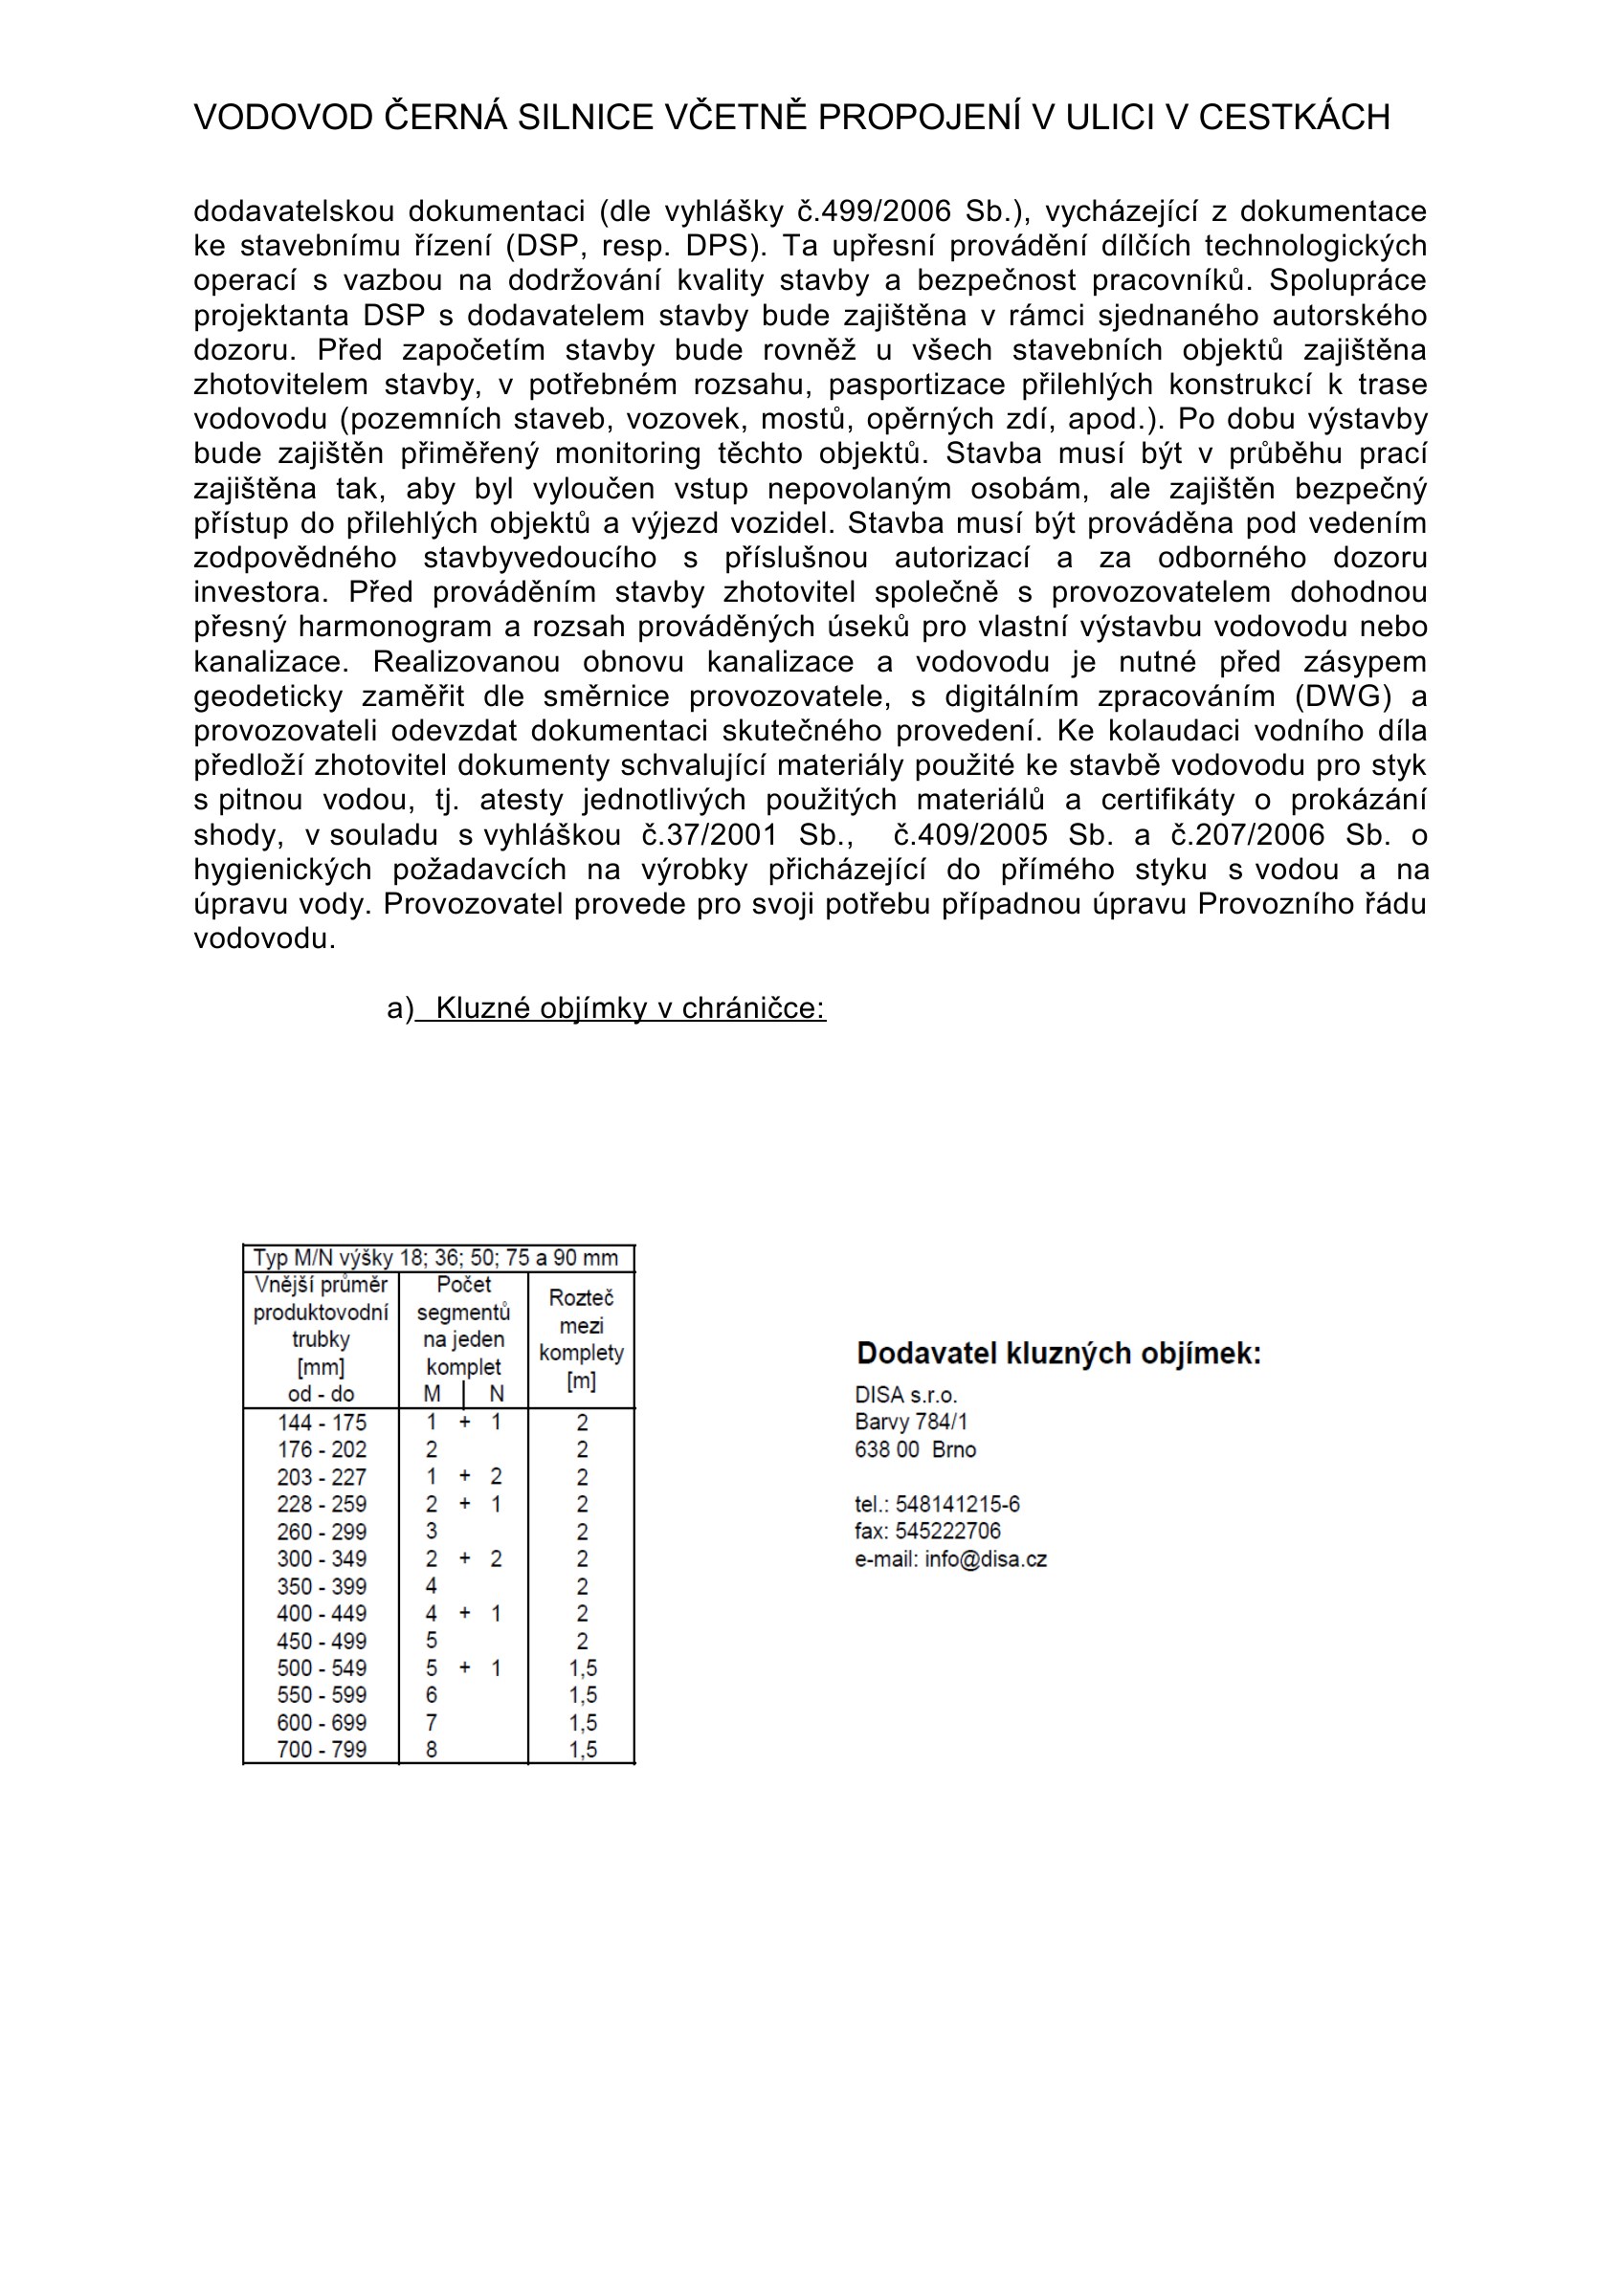 VODOVOD ČERNÁ SILNICE VČETNĚ PROPOJENÍ V ULICI V CESTKÁCH
dodavatelskou dokumentaci (dle vyhlášky č.499/2006 Sb.), vycházející z dokumentace
ke stavebnímu řízení (DSP, resp. DPS). Ta upřesní provádění dílčích technologických
operací s vazbou na dodržování kvality stavby a bezpečnost pracovníků. Spolupráce
projektanta DSP s dodavatelem stavby bude zajištěna v rámci sjednaného autorského
dozoru. Před započetím stavby bude rovněž u všech stavebních objektů zajištěna
zhotovitelem stavby, v potřebném rozsahu, pasportizace přilehlých konstrukcí k trase
vodovodu (pozemních staveb, vozovek, mostů, opěrných zdí, apod.). Po dobu výstavby
bude zajištěn přiměřený monitoring těchto objektů. Stavba musí být v průběhu prací
zajištěna tak, aby byl vyloučen vstup nepovolaným osobám, ale zajištěn bezpečný
přístup do přilehlých objektů a výjezd vozidel. Stavba musí být prováděna pod vedením
zodpovědného stavbyvedoucího s příslušnou autorizací a za odborného dozoru
investora. Před prováděním stavby zhotovitel společně s provozovatelem dohodnou
přesný harmonogram a rozsah prováděných úseků pro vlastní výstavbu vodovodu nebo
kanalizace. Realizovanou obnovu kanalizace a vodovodu je nutné před zásypem
geodeticky zaměřit dle směrnice provozovatele, s digitálním zpracováním (DWG) a
provozovateli odevzdat dokumentaci skutečného provedení. Ke kolaudaci vodního díla
předloží zhotovitel dokumenty schvalující materiály použité ke stavbě vodovodu pro styk
s pitnou vodou, tj. atesty jednotlivých použitých materiálů a certifikáty o prokázání
shody, v souladu s vyhláškou č.37/2001 Sb., č.409/2005 Sb. a č.207/2006 Sb. o
hygienických požadavcích na výrobky přicházející do přímého styku s vodou a na
úpravu vody. Provozovatel provede pro svoji potřebu případnou úpravu Provozního řádu
vodovodu.
a) Kluzné objímky v chráničce:
Typ M/N výšky 18; 36; 50; 75 a 90 mm
Vnější průměr
produktovodní
trubky
[mm]
od - do
Počet
segmentů
na jeden
komplet
M | N
Rozteč
mezi
komplety
[m]
144 - 175 1 + 1 2
176 - 202 2 2
203 - 227 1 + 2 2
228 - 259 2 + 1 2
260 - 299 3 2
300 - 349 2 + 2 2
350 - 399 4 2
400 - 449 4 + 1 2
450 - 499 5 2
500 - 549 5 + 1 1,5
550 - 599 6 1,5
600 - 699 7 1,5
700 - 799 8 1,5
Dodavatel kluzných objímek:
DISA s.r.o.
Barvy 784/1
638 00 Brno
tel.: 548141215-6
fax: 545222706
e-mail: info@disa.cz